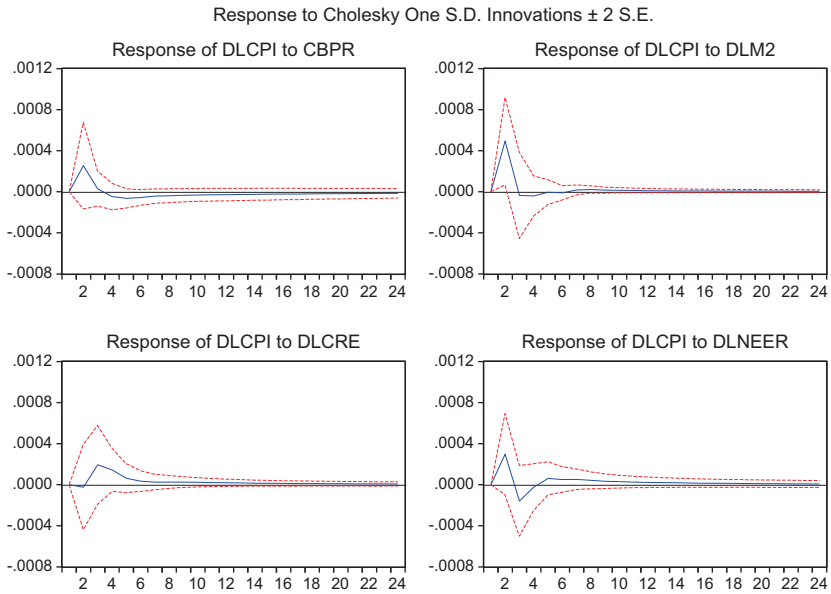 Response to Cholesky One S.D. Innovations ± 2 S.E.
Response of DLCPI to CBPR
.0012
.0008
.0004
.0000
-.0004
-.0008
2 4 6 8 10 12 14 16 18 20 22 24
Response of DLCPI to DLM2
.0012
.0008
.0004
.0000
-.0004
-.0008
2 4 6 8 10 12 14 16 18 20 22 24
Response of DLCPI to DLCRE
.0012
.0008
.0004
.0000
-.0004
-.0008
2 4 6 8 10 12 14 16 18 20 22 24
Response of DLCPI to DLNEER
.0012
.0008
.0004
.0000
-.0004
-.0008
2 4 6 8 10 12 14 16 18 20 22 24